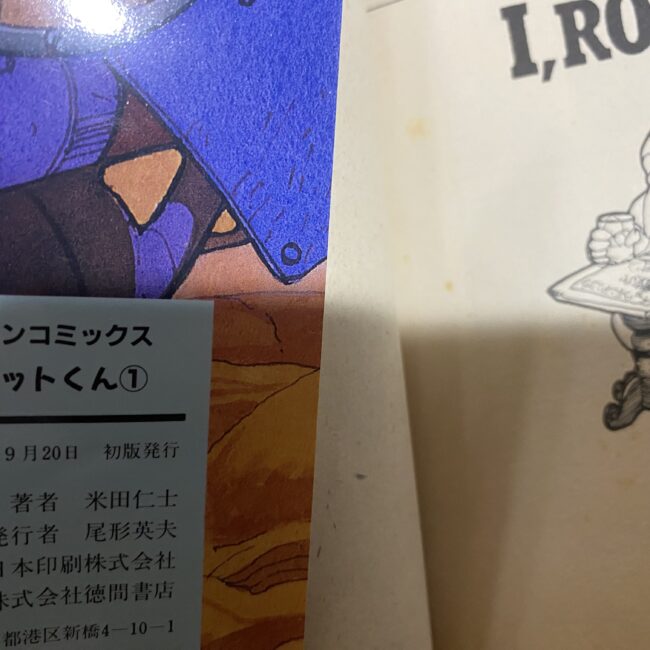 ンコミックス
ットくん①
9月20日 初版発行
著者 米田仁士
発行者 尾形英夫
日本印刷株式会社
株式会社徳間書店
都港区新橋4－10－1
I, RO